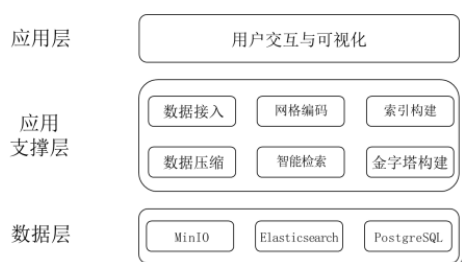 应用层
用户交互与可视化
应用
支撑层
数据接入 网格编码 索引构建
数据压缩 智能检索 金字塔构建
数据层
MinIO Elasticsearch PostgreSQL